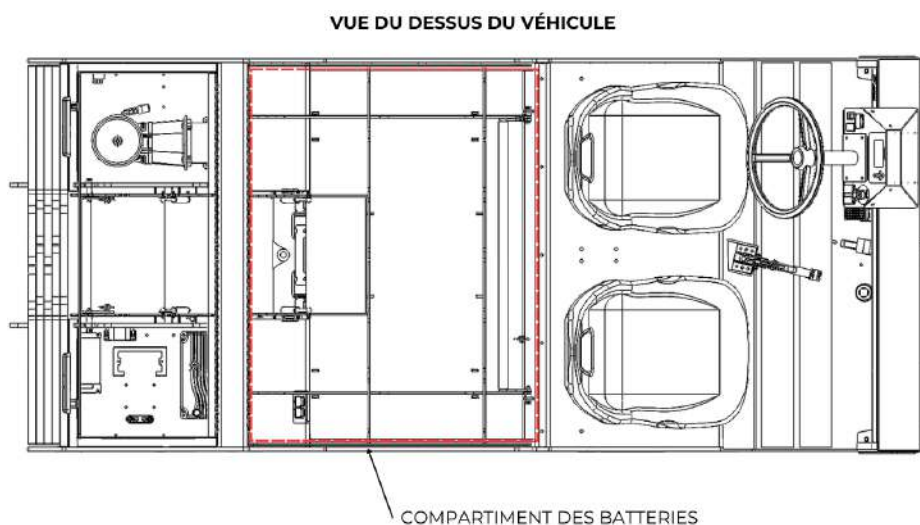 VUE DU DESSUS DU VÉHICULE
COMPARTIMENT DES BATTERIES